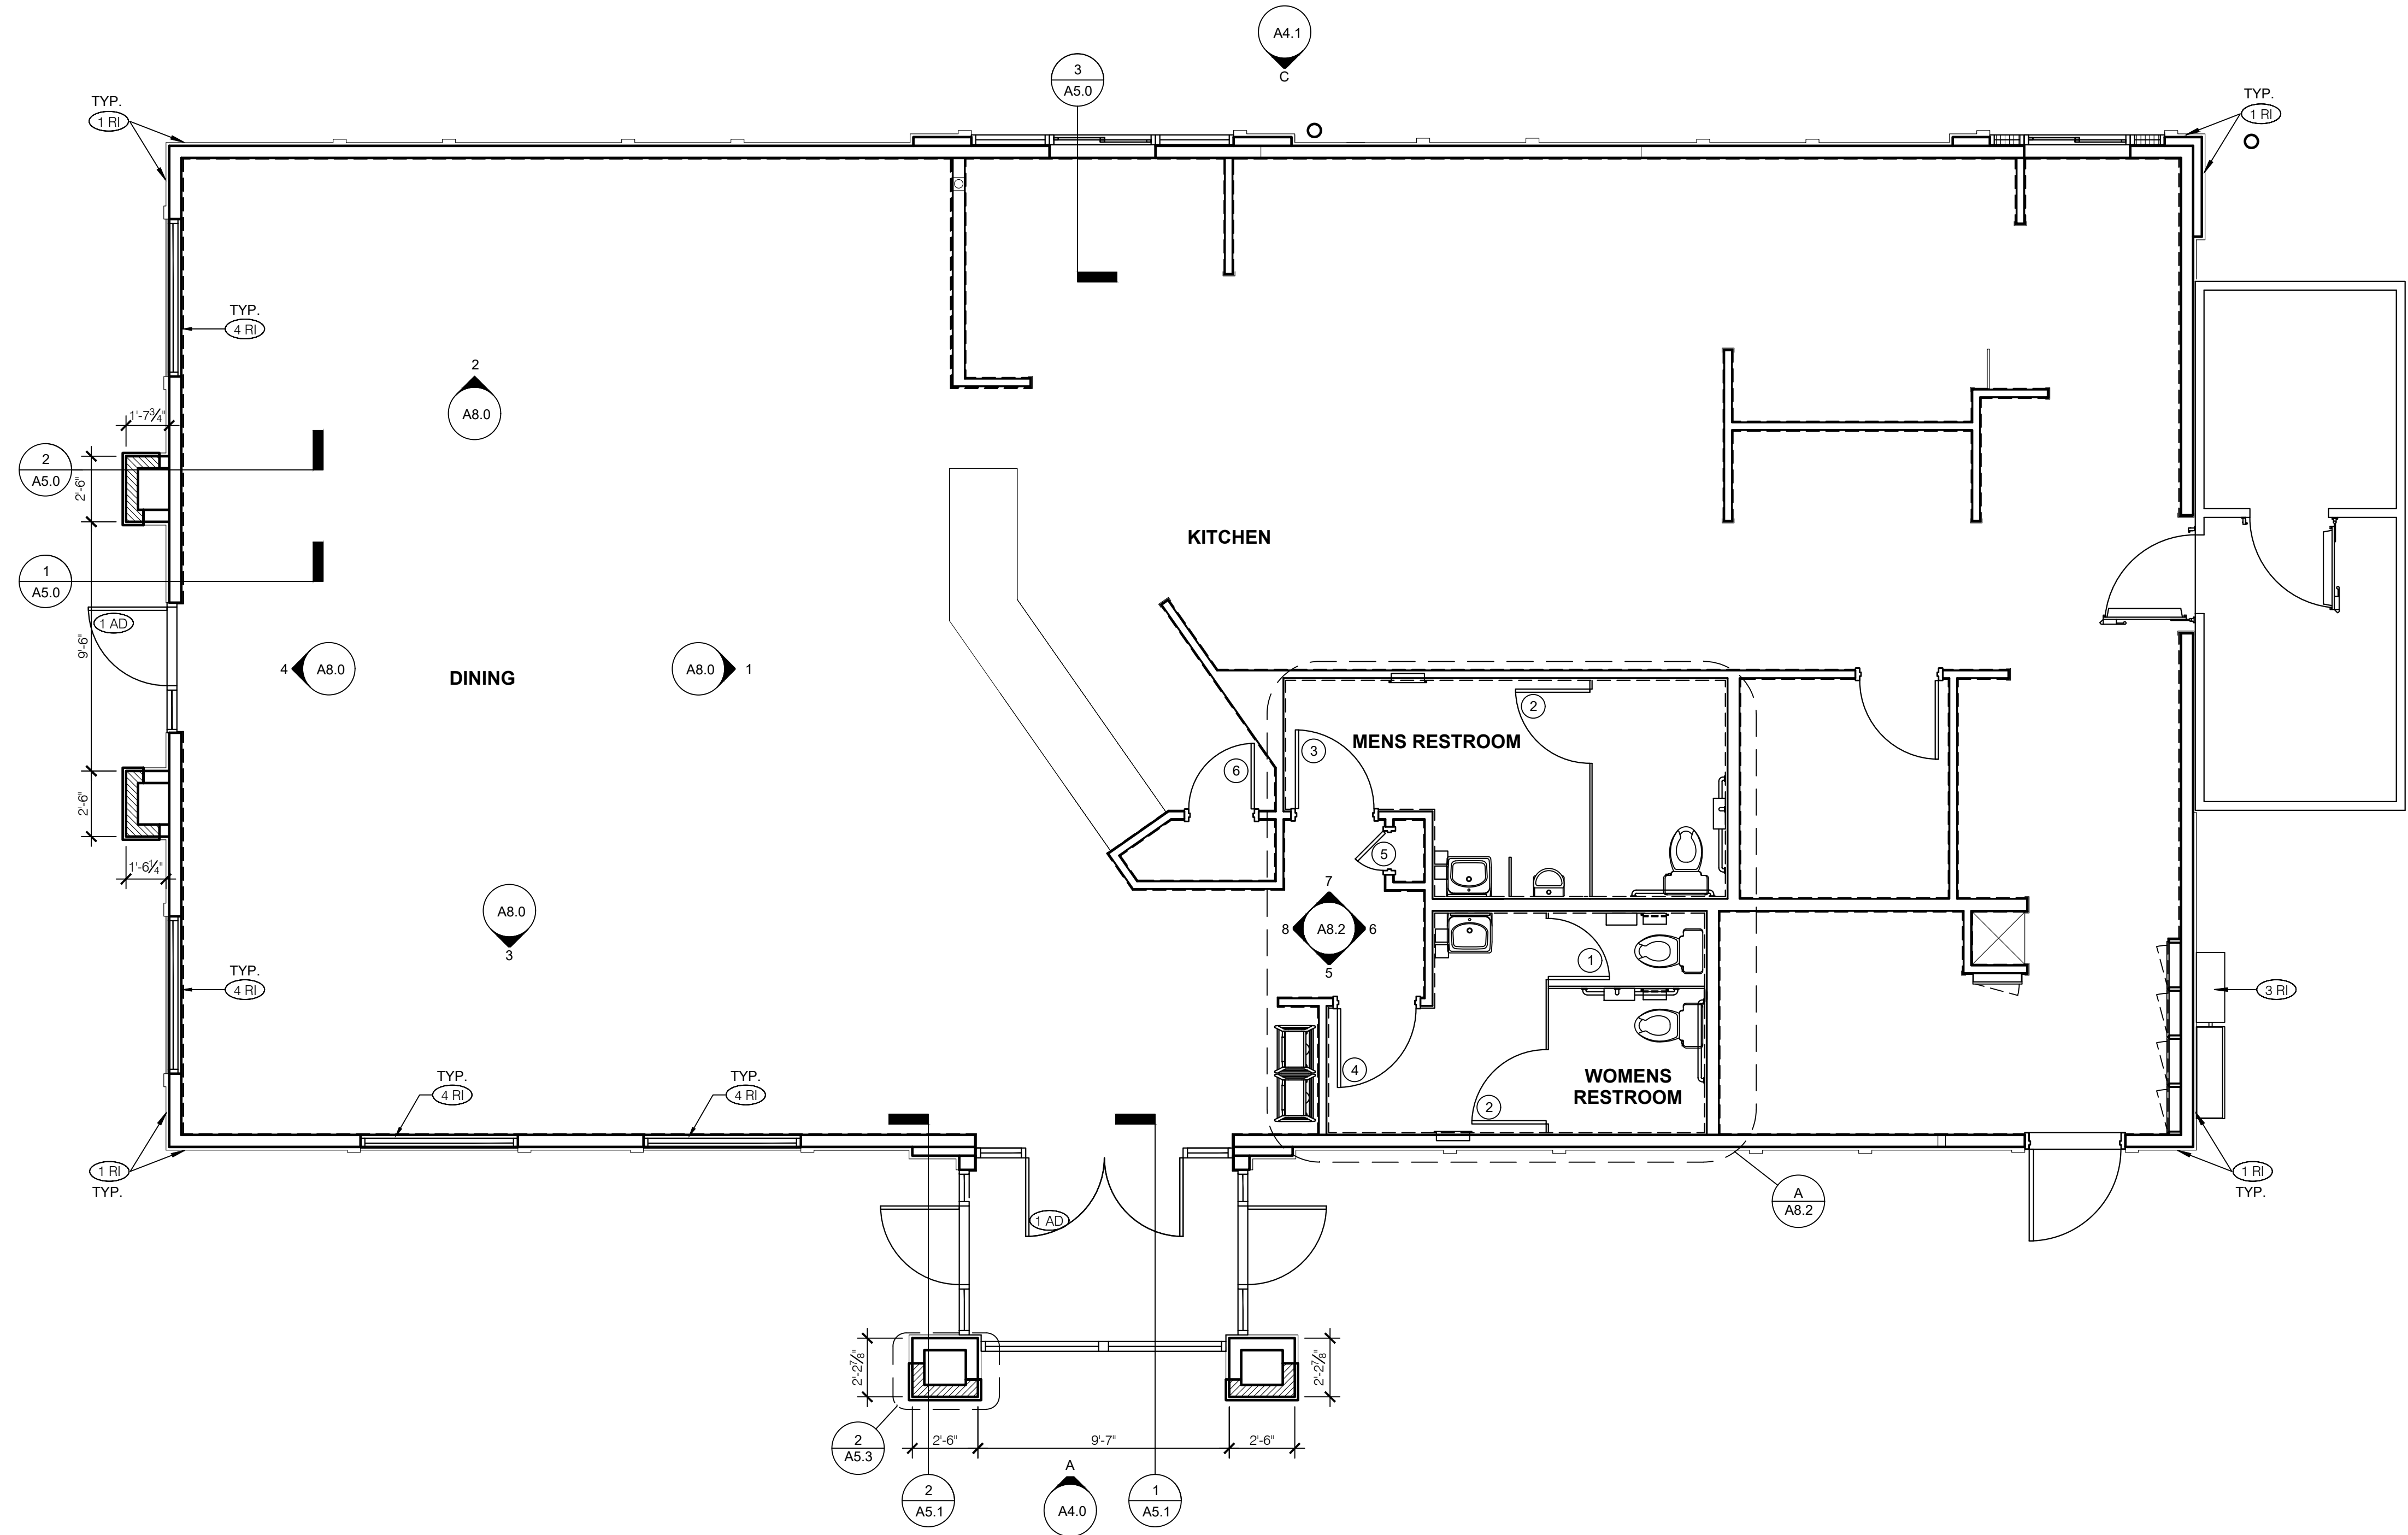 A4.1
C
3
A5.0
TYP.
1 RI
TYP.
1 RI
TYP.
4 RI
2
A8.0
1'-7¾"
2
A5.0
2'-6"
KITCHEN
1
A5.0
1 AD
9'-6"
4 A8.0
DINING
A8.0 1
2
MENS RESTROOM
3
6
2'-6"
5
1'-6¼"
A8.0
3
7
8 A8.2 6
5
1
TYP.
4 RI
3 RI
TYP.
4 RI
TYP.
4 RI
4
WOMENS
RESTROOM
2
1 RI
TYP.
1 RI
TYP.
A
A8.2
1 AD
2'-2⅞"
2'-2⅞"
2
A5.3
2'-6"
9'-7"
2'-6"
2
A5.1
A
A4.0
1
A5.1